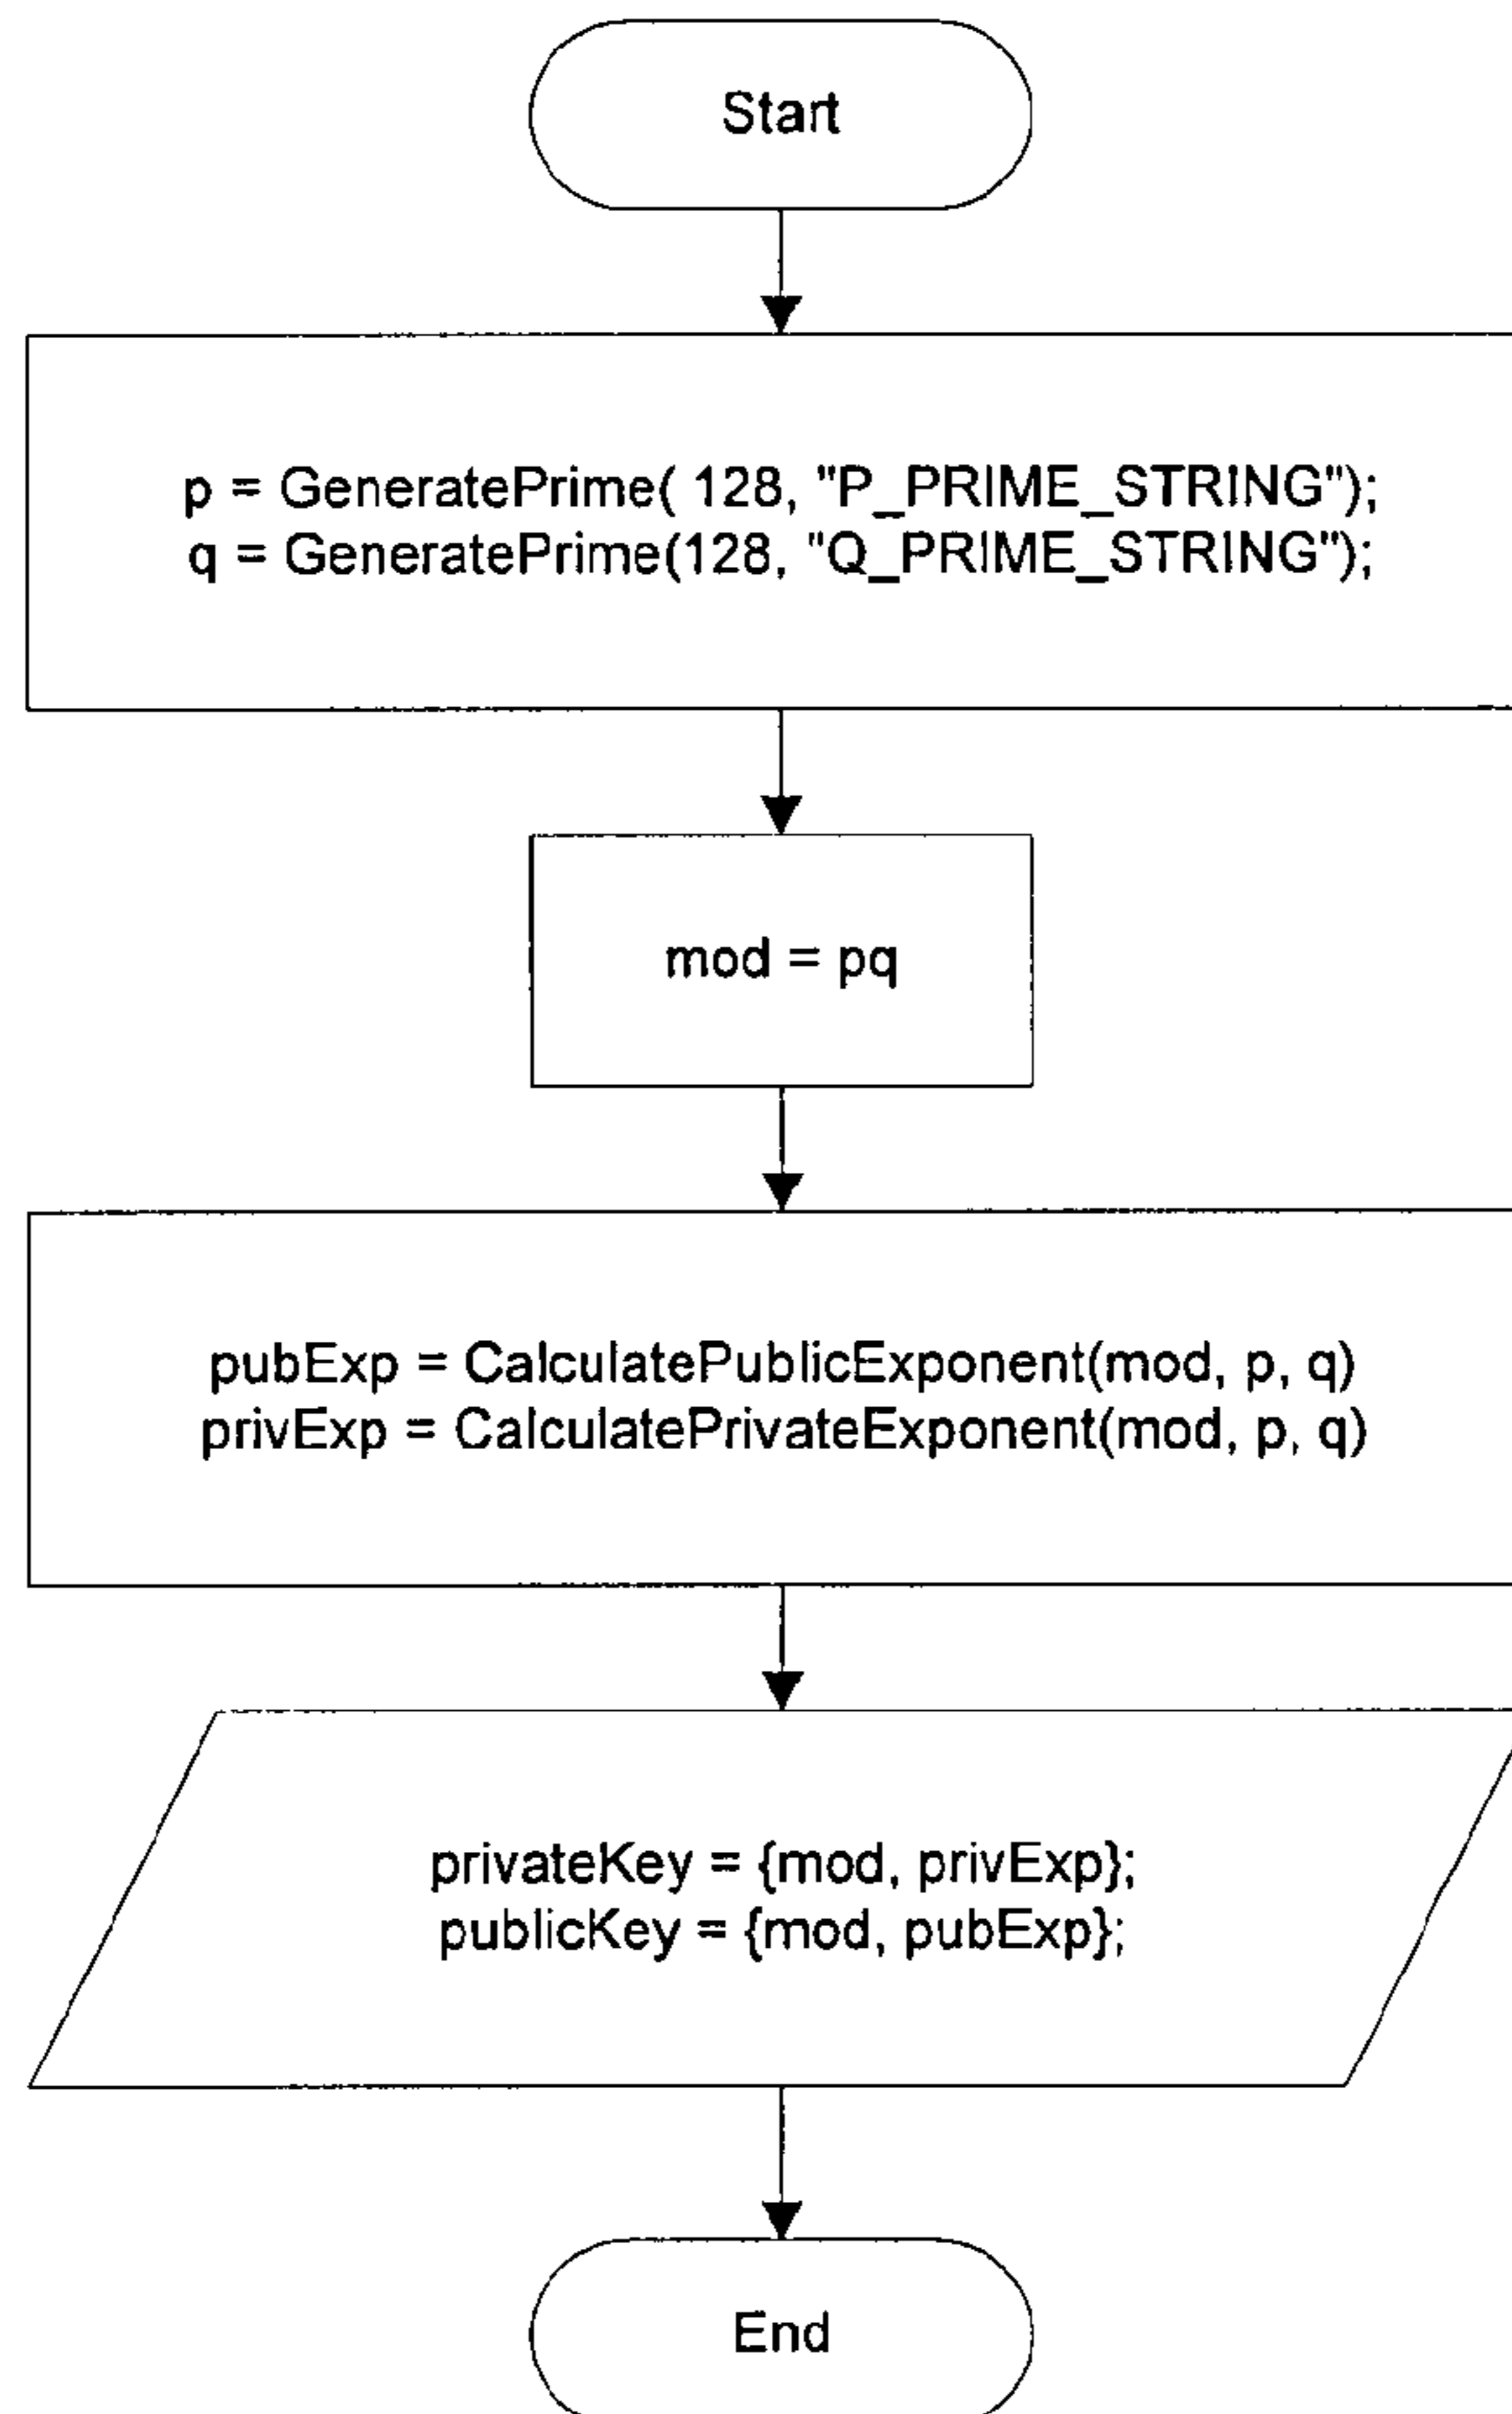 Start
p = GeneratePrime( 128, "P_PRIME_STRING");
q = GeneratePrime(128, "Q_PRIME_STRING");
mod = pq
pubExp = CalculatePublicExponent(mod, p, q)
privExp = CalculatePrivateExponent(mod, p, q)
privateKey = {mod, privExp};
publicKey = {mod, pubExp};
End